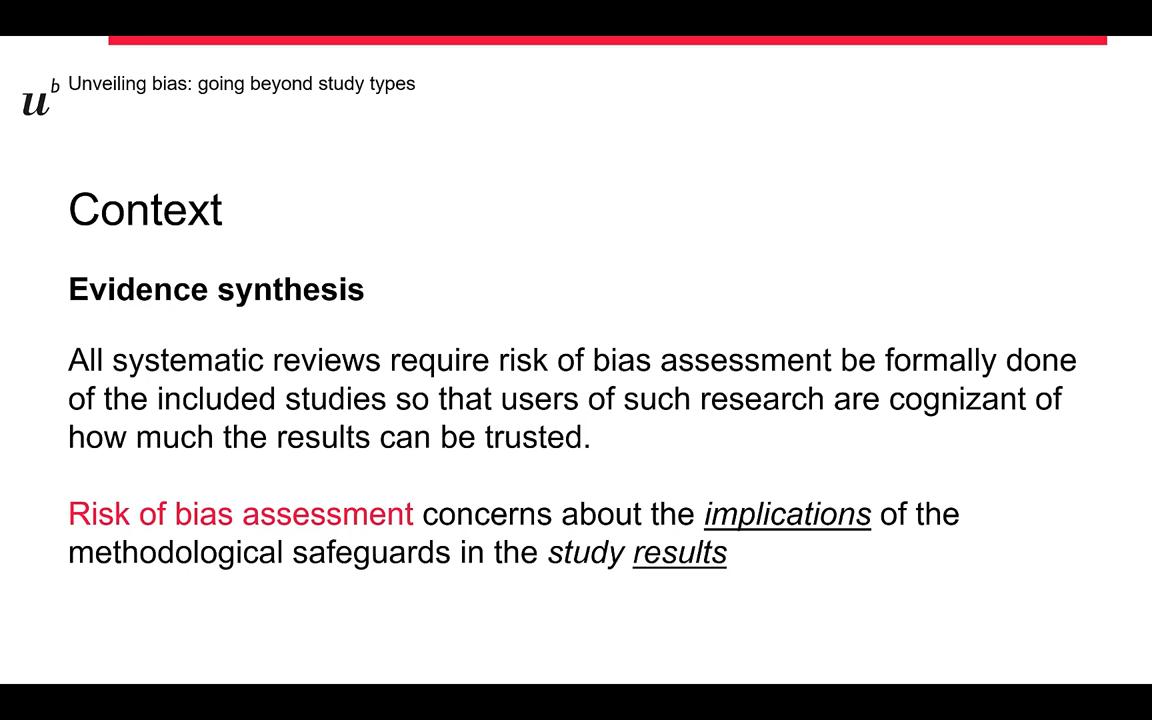 Unveiling bias: going beyond study types
u^b
Context
Evidence synthesis
All systematic reviews require risk of bias assessment be formally done
of the included studies so that users of such research are cognizant of
how much the results can be trusted.
Risk of bias assessment concerns about the implications of the
methodological safeguards in the study results